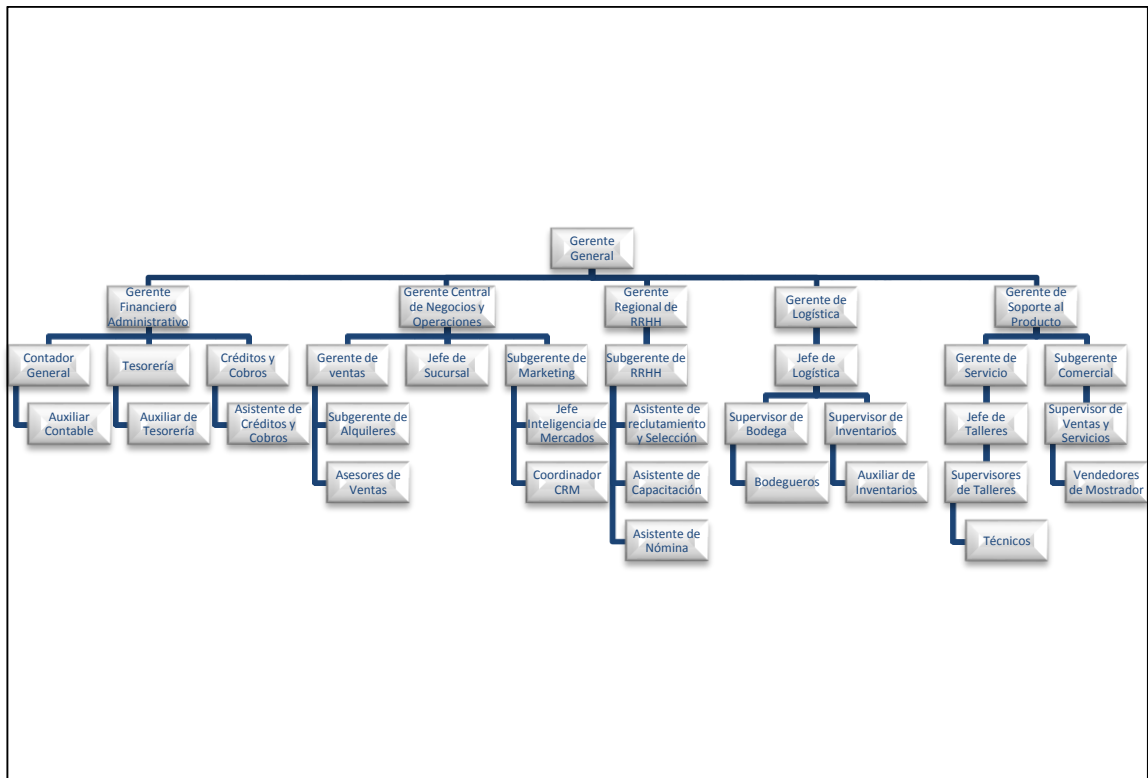 Gerente
General
Gerente
Financiero
Administrativo
Gerente Central
de Negocios y
Operaciones
Gerente
Regional de
RRHH
Gerente de
Logística
Gerente de
Soporte al
Producto
Contador
General
Tesorería
Créditos y
Cobros
Gerente de
ventas
Jefe de
Sucursal
Subgerente de
Marketing
Subgerente de
RRHH
Jefe de
Logística
Gerente de
Servicio
Subgerente
Comercial
Auxiliar
Contable
Auxiliar de
Tesorería
Asistente de
Créditos y
Cobros
Subgerente de
Alquileres
Jefe
Inteligencia de
Mercados
Asistente de
reclutamiento
y Selección
Supervisor de
Bodega
Supervisor de
Inventarios
Jefe de
Talleres
Supervisor de
Ventas y
Servicios
Asesores de
Ventas
Coordinador
CRM
Asistente de
Capacitación
Bodegueros
Auxiliar de
Inventarios
Supervisores
de Talleres
Vendedores
de Mostrador
Asistente de
Nómina
Técnicos